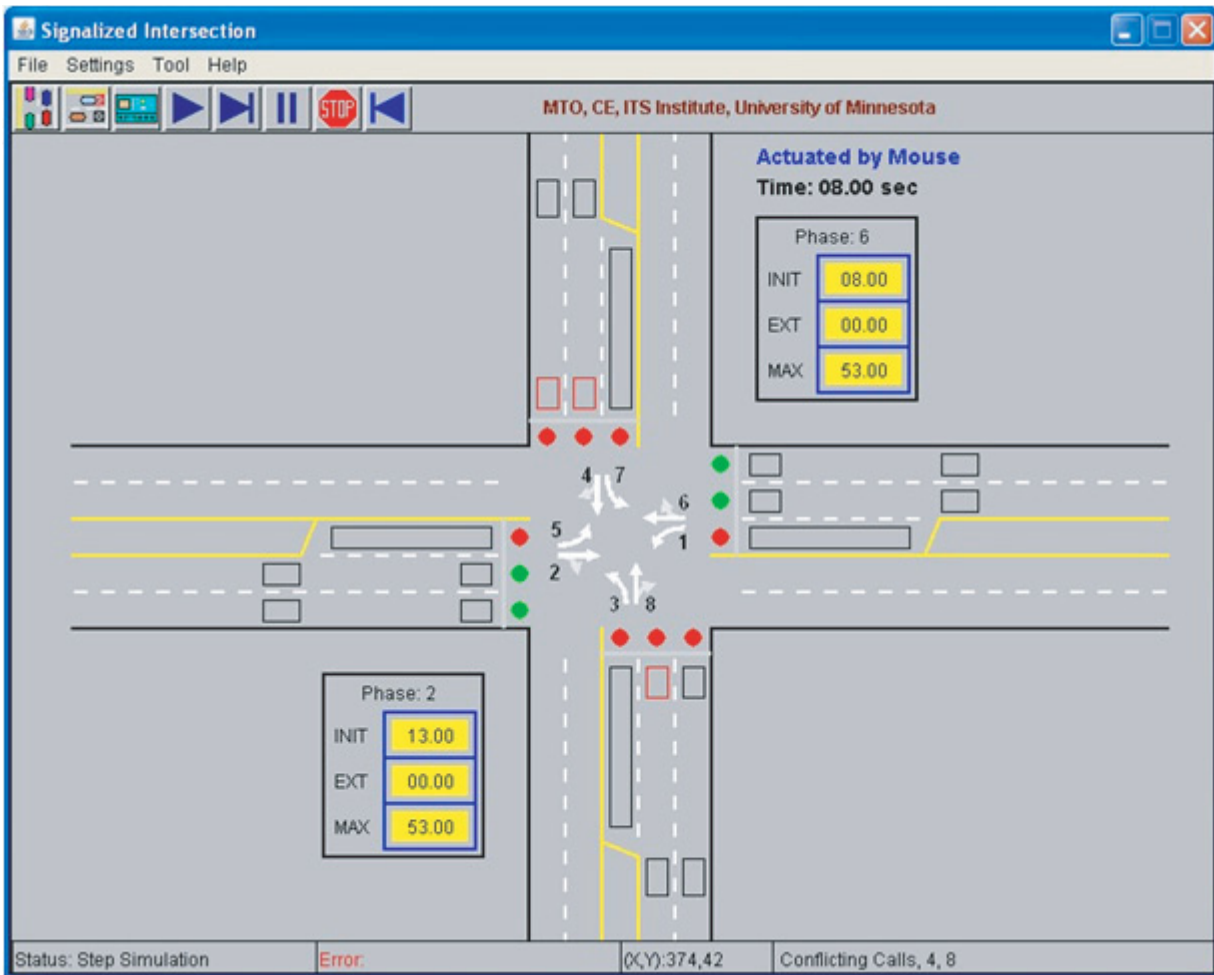 Signalized Intersection
File Settings Tool Help
STOP
MTO, CE, ITS Institute, University of Minnesota
Actuated by Mouse
Time: 08.00 sec
Phase: 6
INIT 08.00
EXT 00.00
MAX 53.00
4 7
6
5
1
2
3 8
Phase: 2
INIT 13.00
EXT 00.00
MAX 53.00
Status: Step Simulation Error: (X,Y):374,42 Conflicting Calls, 4, 8